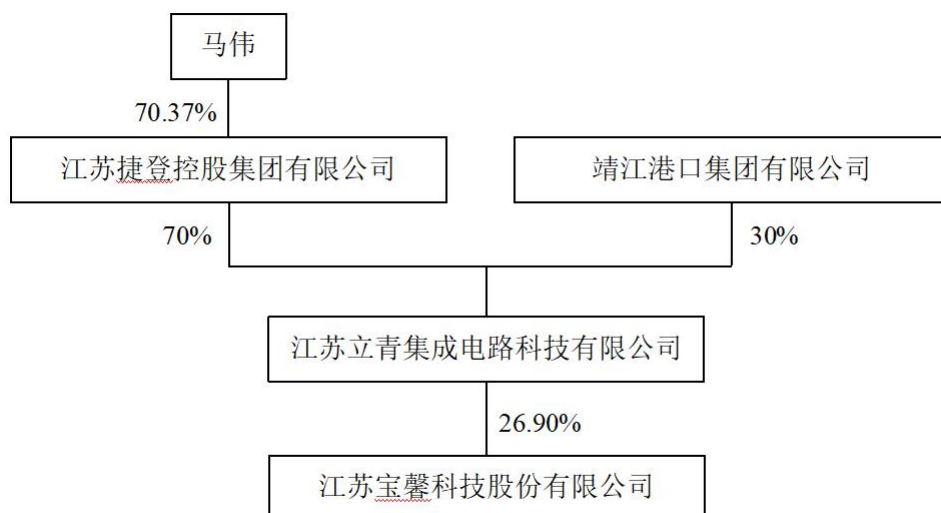 马伟
70.37%
江苏捷登控股集团有限公司
靖江港口集团有限公司
70%
30%
江苏立青集成电路科技有限公司
26.90%
江苏宝馨科技股份有限公司